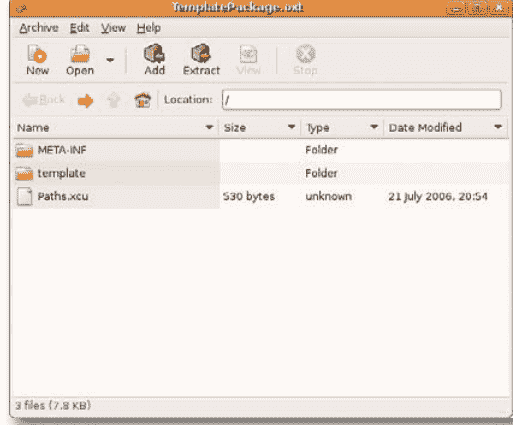 TemplatePackage.oxt
Archive Edit View Help
New Open Add Extract View Stop
Back Location: /
Name Size Type Date Modified
META-INF Folder
template Folder
Paths.xcu 530 bytes unknown 21 July 2006, 20:54
3 files (7.8 KB)